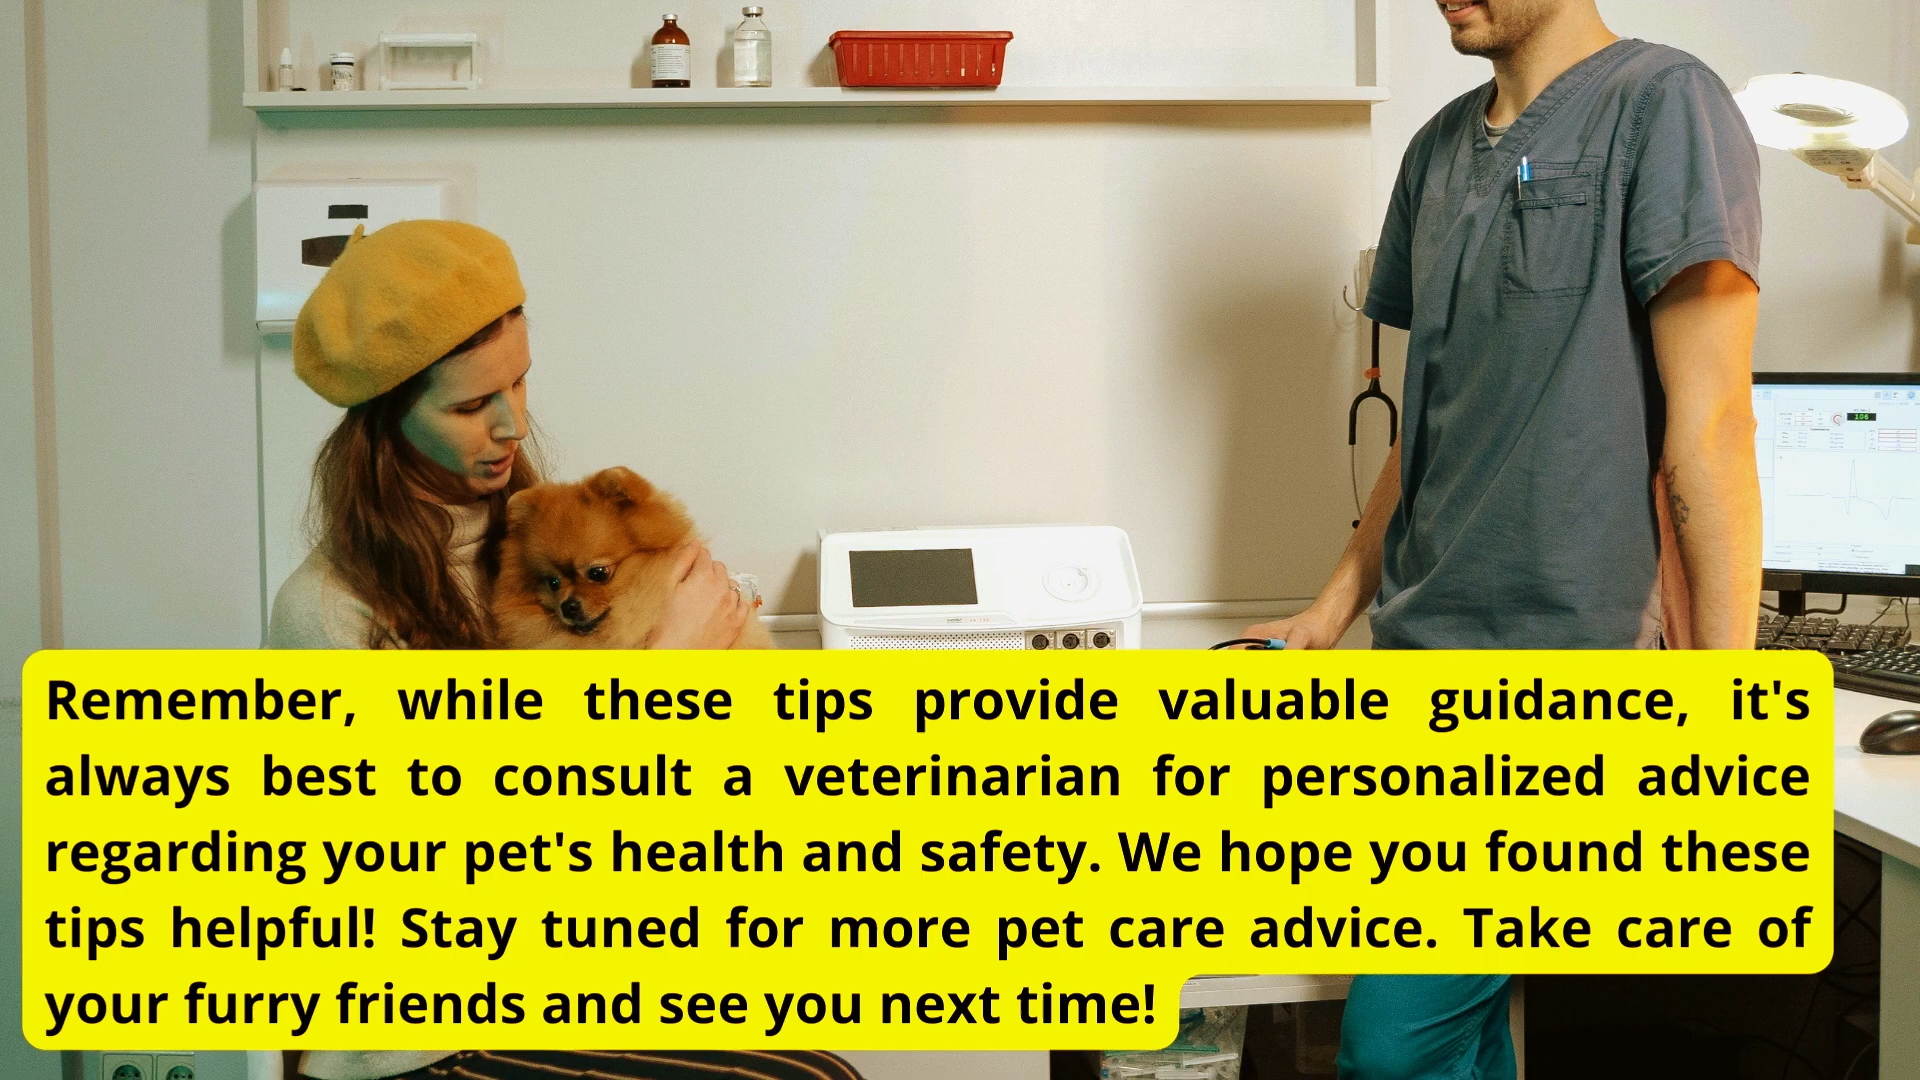 106
Remember, while these tips provide valuable guidance, it's
always best to consult a veterinarian for personalized advice
regarding your pet's health and safety. We hope you found these
tips helpful! Stay tuned for more pet care advice. Take care of
your furry friends and see you next time!